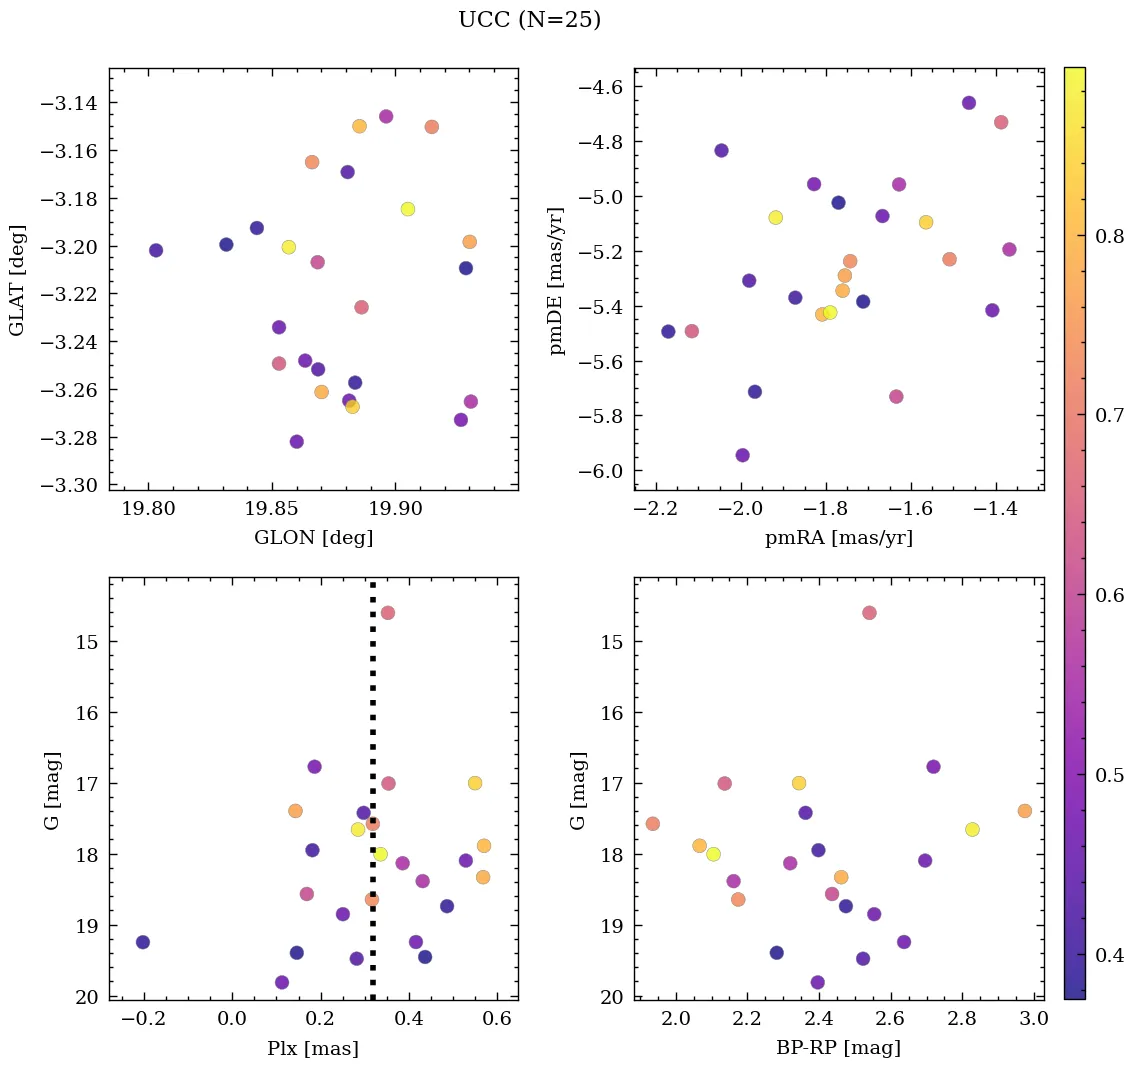 UCC (N=25)
−3.14
−3.16
−3.18
−3.20
−3.22
−3.24
−3.26
−3.28
−3.30
GLAT [deg]
19.80 19.85 19.90
GLON [deg]
−4.6
−4.8
−5.0
−5.2
−5.4
−5.6
−5.8
−6.0
pmDE [mas/yr]
−2.2 −2.0 −1.8 −1.6 −1.4
pmRA [mas/yr]
15
16
17
18
19
20
G [mag]
−0.2 0.0 0.2 0.4 0.6
Plx [mas]
15
16
17
18
19
20
G [mag]
2.0 2.2 2.4 2.6 2.8 3.0
BP-RP [mag]
0.8
0.7
0.6
0.5
0.4